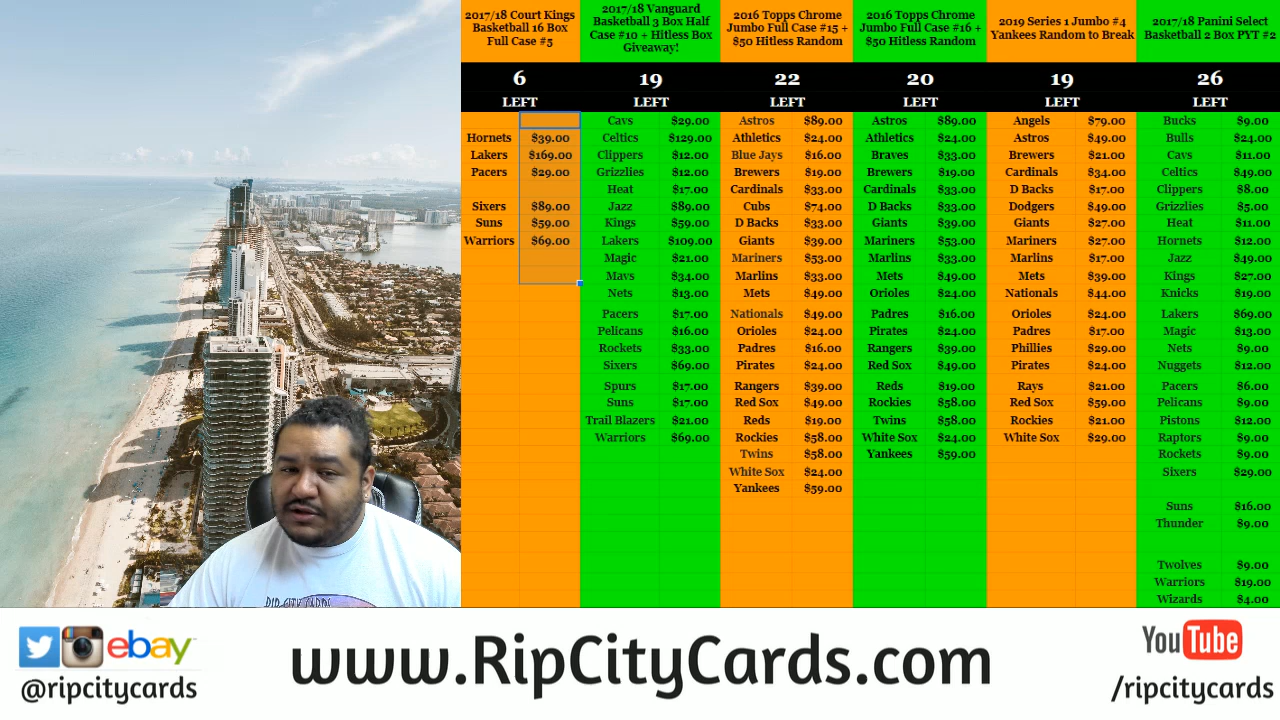 2017/18 Court Kings
Basketball 16 Box
Full Case #5
6
LEFT
Hornets $39.00
Lakers $169.00
Pacers $29.00
Sixers $89.00
Suns $59.00
Warriors $69.00
2017/18 Vanguard
Basketball 3 Box Half
Case #10 + Hitless Box
Giveaway!
19
LEFT
Cavs $29.00
Celtics $129.00
Clippers $12.00
Grizzlies $12.00
Heat $17.00
Jazz $89.00
Kings $59.00
Lakers $109.00
Magic $21.00
Mavs $34.00
Nets $13.00
Pacers $17.00
Pelicans $16.00
Rockets $33.00
Sixers $69.00
Spurs $17.00
Suns $17.00
Trail Blazers $21.00
Warriors $69.00
2016 Topps Chrome
Jumbo Full Case #15 +
$50 Hitless Random
22
LEFT
Astros $89.00
Athletics $24.00
Blue Jays $16.00
Brewers $19.00
Cardinals $33.00
Cubs $74.00
D Backs $33.00
Giants $39.00
Mariners $53.00
Marlins $33.00
Mets $49.00
Nationals $49.00
Orioles $24.00
Padres $16.00
Pirates $24.00
Rangers $39.00
Red Sox $49.00
Reds $19.00
Rockies $58.00
Twins $58.00
White Sox $24.00
Yankees $59.00
2016 Topps Chrome
Jumbo Full Case #16 +
$50 Hitless Random
20
LEFT
Astros $89.00
Athletics $24.00
Braves $33.00
Brewers $19.00
Cardinals $33.00
D Backs $33.00
Giants $39.00
Mariners $53.00
Marlins $33.00
Mets $49.00
Orioles $24.00
Padres $16.00
Pirates $24.00
Rangers $39.00
Red Sox $49.00
Reds $19.00
Rockies $58.00
Twins $58.00
White Sox $24.00
Yankees $59.00
2019 Series 1 Jumbo #4
Yankees Random to Break
19
LEFT
Angels $79.00
Astros $49.00
Brewers $21.00
Cardinals $34.00
D Backs $17.00
Dodgers $49.00
Giants $27.00
Mariners $27.00
Marlins $17.00
Mets $39.00
Nationals $44.00
Orioles $24.00
Padres $17.00
Phillies $29.00
Pirates $24.00
Rays $21.00
Red Sox $59.00
Rockies $21.00
White Sox $29.00
2017/18 Panini Select
Basketball 2 Box PYT #2
26
LEFT
Bucks $9.00
Bulls $24.00
Cavs $11.00
Celtics $49.00
Clippers $8.00
Grizzlies $5.00
Heat $11.00
Hornets $12.00
Jazz $49.00
Kings $27.00
Knicks $19.00
Lakers $69.00
Magic $13.00
Nets $9.00
Nuggets $12.00
Pacers $6.00
Pelicans $9.00
Pistons $12.00
Raptors $9.00
Rockets $9.00
Sixers $29.00
Suns $16.00
Thunder $9.00
Twolves $9.00
Warriors $19.00
Wizards $4.00
RIP CITY CARDS
ebay
@ripcitycards
www.RipCityCards.com
YouTube
/ripcitycards